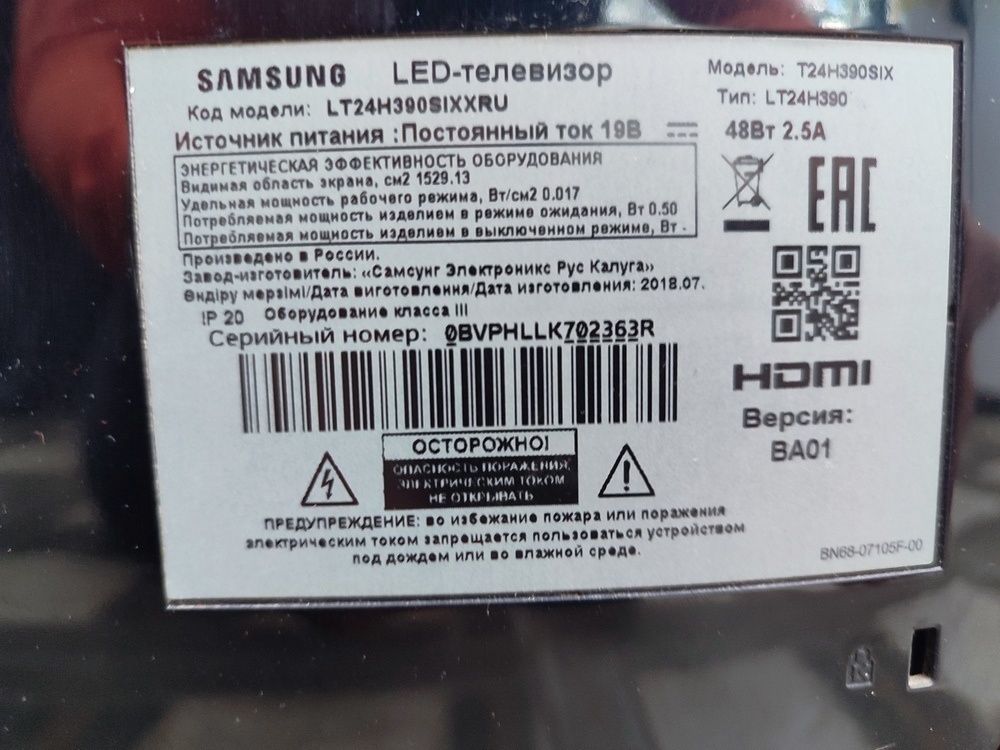 SAMSUNG LED-телевизор
Модель: T24H390SIX
Код модели: LT24H390SIXXRU
Тип: LT24H390
Источник питания :Постоянный ток 19В
48Вт 2.5А
ЭНЕРГЕТИЧЕСКАЯ ЭФФЕКТИВНОСТЬ ОБОРУДОВАНИЯ
Видимая область экрана, см2 1529.13
Удельная мощность рабочего режима, Вт/см2 0.017
Потребляемая мощность изделием в режиме ожидания, Вт 0.50
Потребляемая мощность изделием в выключенном режиме, Вт -
EAC
Произведено в России.
Завод-изготовитель: «Самсунг Электроникс Рус Калуга»
Өндіру мерзімі/Дата виготовлення/Дата изготовления: 2018.07.
IP 20 Оборудование класса III
Серийный номер: 0BVPHLLK702363R
HDMI
Версия:
BA01
ОСТОРОЖНО!
ОПАСНОСТЬ ПОРАЖЕНИЯ
ЭЛЕКТРИЧЕСКИМ ТОКОМ
НЕ ОТКРЫВАТЬ
ПРЕДУПРЕЖДЕНИЕ: во избежание пожара или поражения
электрическим током запрещается пользоваться устройством
под дождем или во влажной среде.
BN68-07105F-00